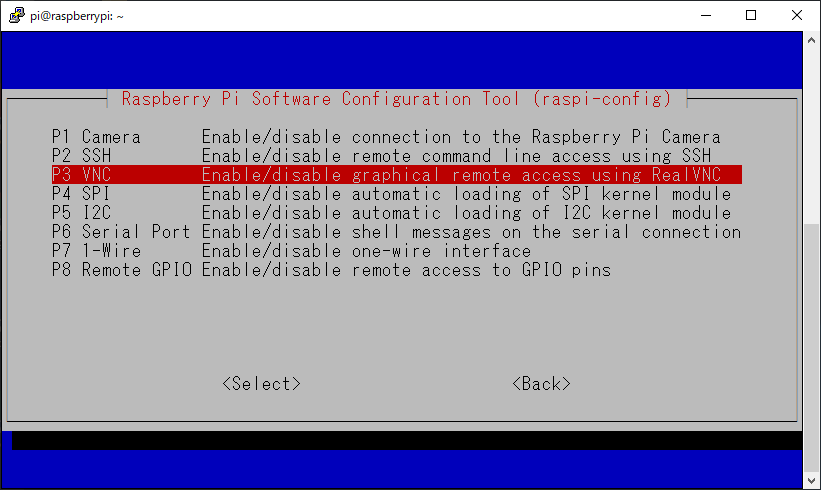 pi@raspberrypi: ~
Raspberry Pi Software Configuration Tool (raspi-config)
P1 Camera Enable/disable connection to the Raspberry Pi Camera
P2 SSH Enable/disable remote command line access using SSH
P3 VNC Enable/disable graphical remote access using RealVNC
P4 SPI Enable/disable automatic loading of SPI kernel module
P5 I2C Enable/disable automatic loading of I2C kernel module
P6 Serial Port Enable/disable shell messages on the serial connection
P7 1-Wire Enable/disable one-wire interface
P8 Remote GPIO Enable/disable remote access to GPIO pins
<Select> <Back>